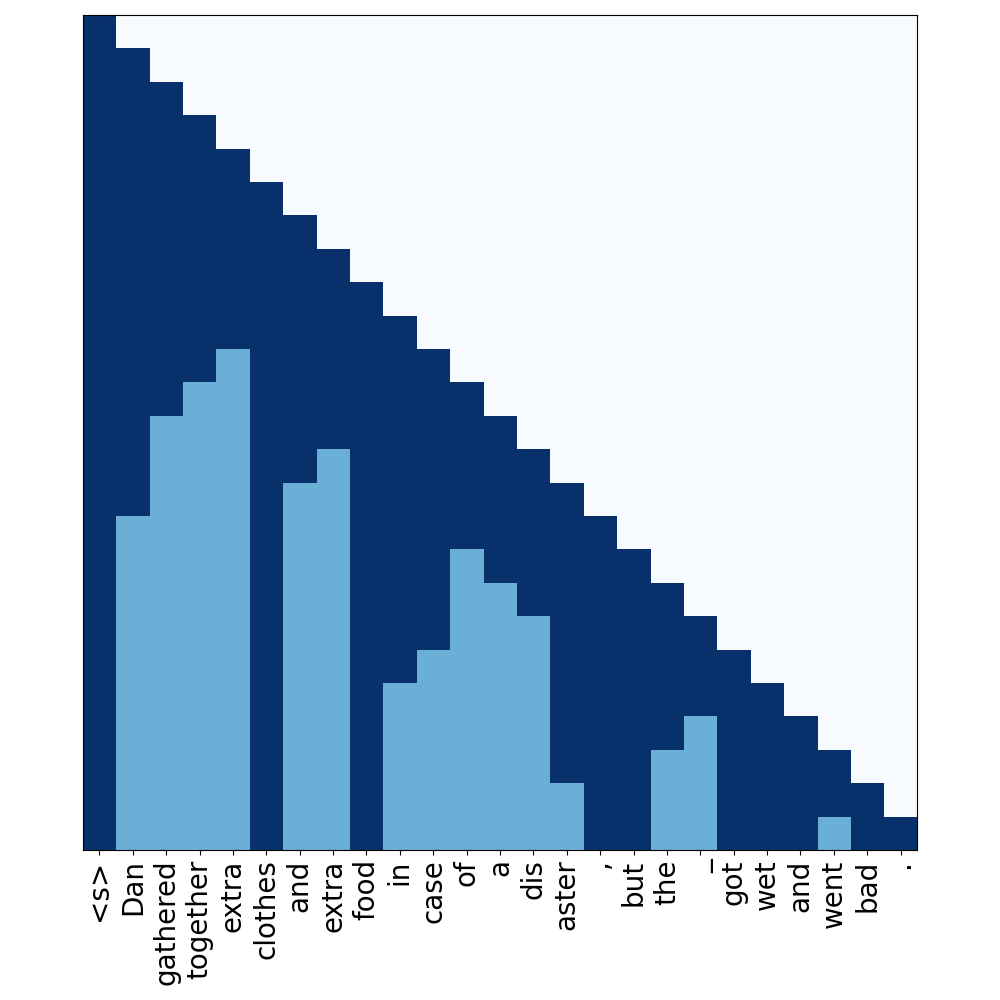 <s> Dan gathered together extra clothes and extra food in case of a dis aster , but the _ got wet and went bad .